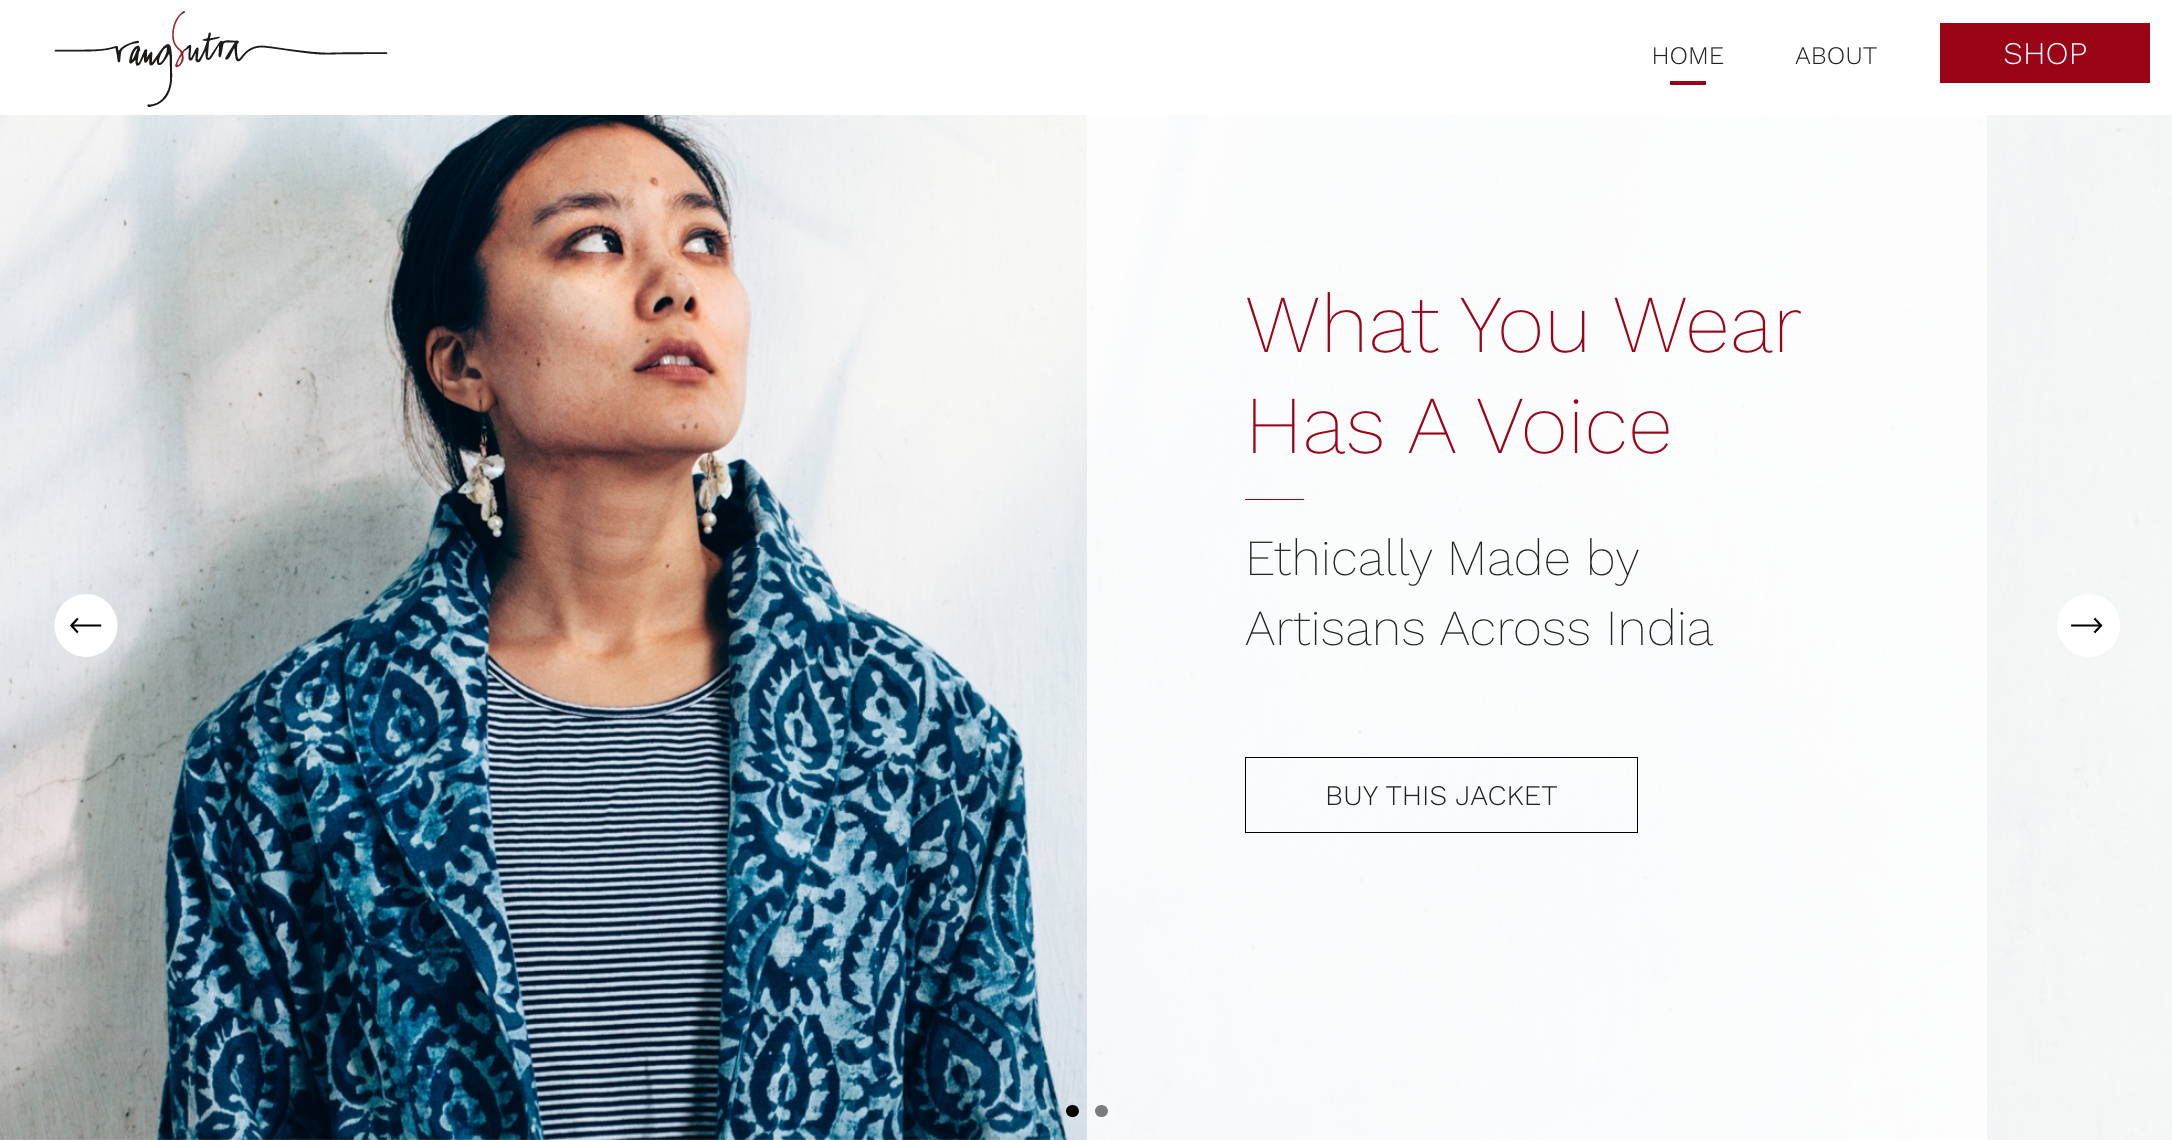 rangSutra
HOME
ABOUT
SHOP
What You Wear
Has A Voice
Ethically Made by
Artisans Across India
BUY THIS JACKET